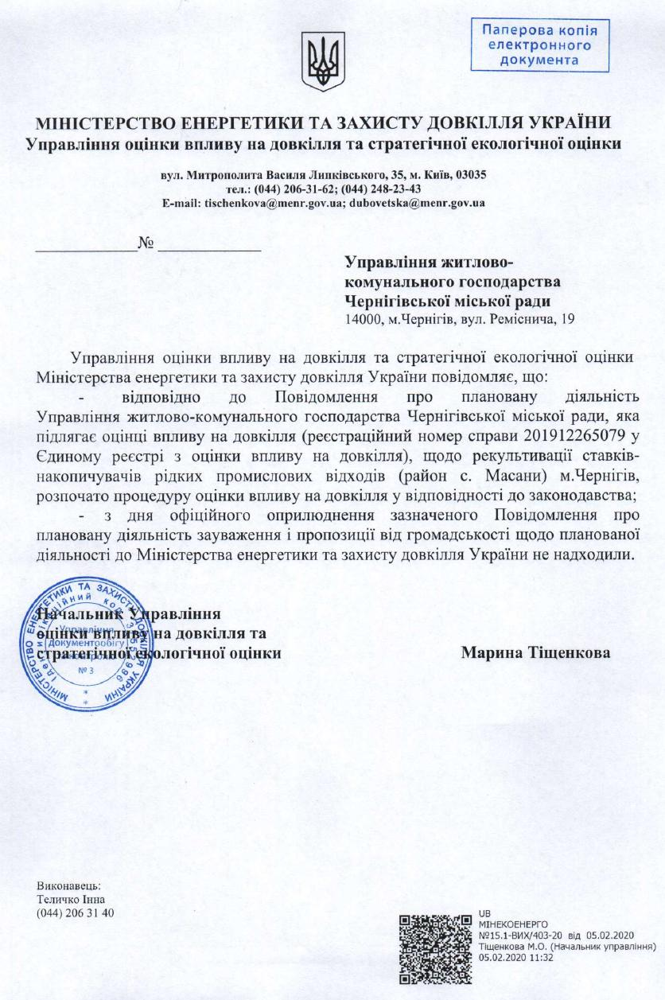 Паперова копія
електронного
документа
МІНІСТЕРСТВО ЕНЕРГЕТИКИ ТА ЗАХИСТУ ДОВКІЛЛЯ УКРАЇНИ
Управління оцінки впливу на довкілля та стратегічної екологічної оцінки
вул. Митрополита Василя Липківського, 35, м. Київ, 03035
тел.: (044) 206-31-62; (044) 248-23-43
E-mail: tischenkova@menr.gov.ua; dubovetska@menr.gov.ua
____________№ ____________
Управління житлово-
комунального господарства
Чернігівської міської ради
14000, м.Чернігів, вул. Реміснича, 19
Управління оцінки впливу на довкілля та стратегічної екологічної оцінки
Міністерства енергетики та захисту довкілля України повідомляє, що:
- відповідно до Повідомлення про плановану діяльність
Управління житлово-комунального господарства Чернігівської міської ради, яка
підлягає оцінці впливу на довкілля (реєстраційний номер справи 201912265079 у
Єдиному реєстрі з оцінки впливу на довкілля), щодо рекультивації ставків-
накопичувачів рідких промислових відходів (район с. Масани) м.Чернігів,
розпочато процедуру оцінки впливу на довкілля у відповідності до законодавства;
- з дня офіційного оприлюднення зазначеного Повідомлення про
плановану діяльність зауваження і пропозиції від громадськості щодо планованої
діяльності до Міністерства енергетики та захисту довкілля України не надходили.
Начальник Управління
оцінки впливу на довкілля та
стратегічної екологічної оцінки
Марина Тіщенкова
МІНІСТЕРСТВО ЕНЕРГЕТИКИ ТА ЗАХИСТУ ДОВКІЛЛЯ УКРАЇНИ
Управління
документообігу
№ 3
Виконавець:
Теличко Інна
(044) 206 31 40
UB
МІНЕКОЕНЕРГО
№15.1-ВИХ/403-20 від 05.02.2020
Тіщенкова М.О. (Начальник управління)
05.02.2020 11:32